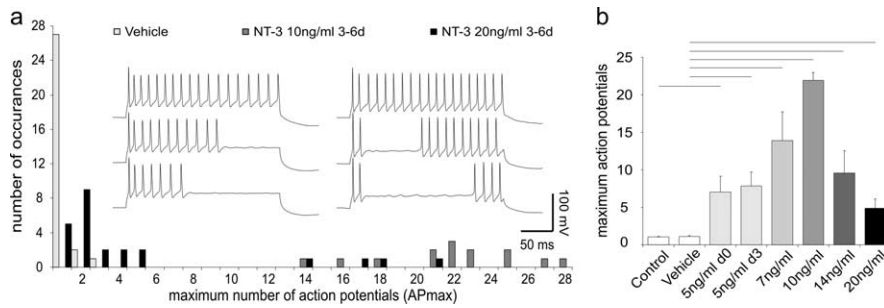 a
Vehicle
NT-3 10ng/ml 3-6d
NT-3 20ng/ml 3-6d
number of occurances
28
24
20
16
12
8
4
0
2 4 6 8 10 12 14 16 18 20 22 24 26 28
maximum number of action potentials (APmax)
100 mV
50 ms
b
maximum action potentials
25
20
15
10
5
0
Control
Vehicle
5ng/ml d0
5ng/ml d3
7ng/ml
10ng/ml
14ng/ml
20ng/ml